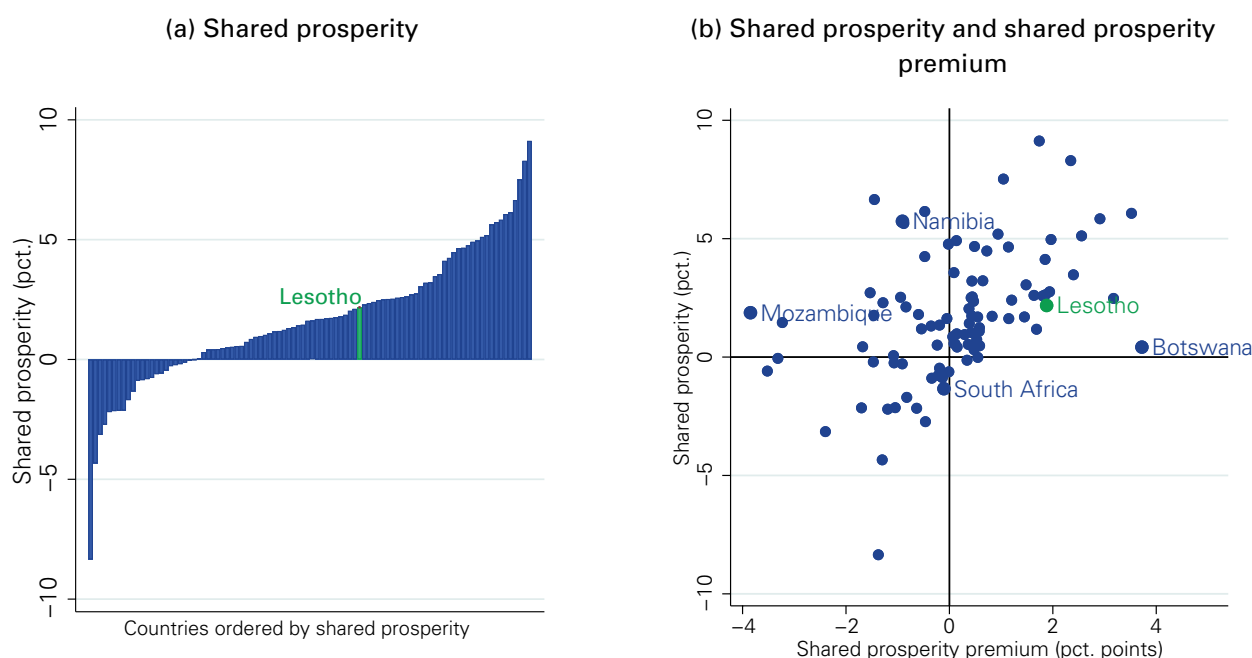 (a) Shared prosperity
Shared prosperity (pct.)
10
5
0
−5
−10
Lesotho
Countries ordered by shared prosperity
(b) Shared prosperity and shared prosperity
premium
Shared prosperity (pct.)
10
5
0
−5
−10
Namibia
Mozambique
Lesotho
Botswana
South Africa
−4 −2 0 2 4
Shared prosperity premium (pct. points)